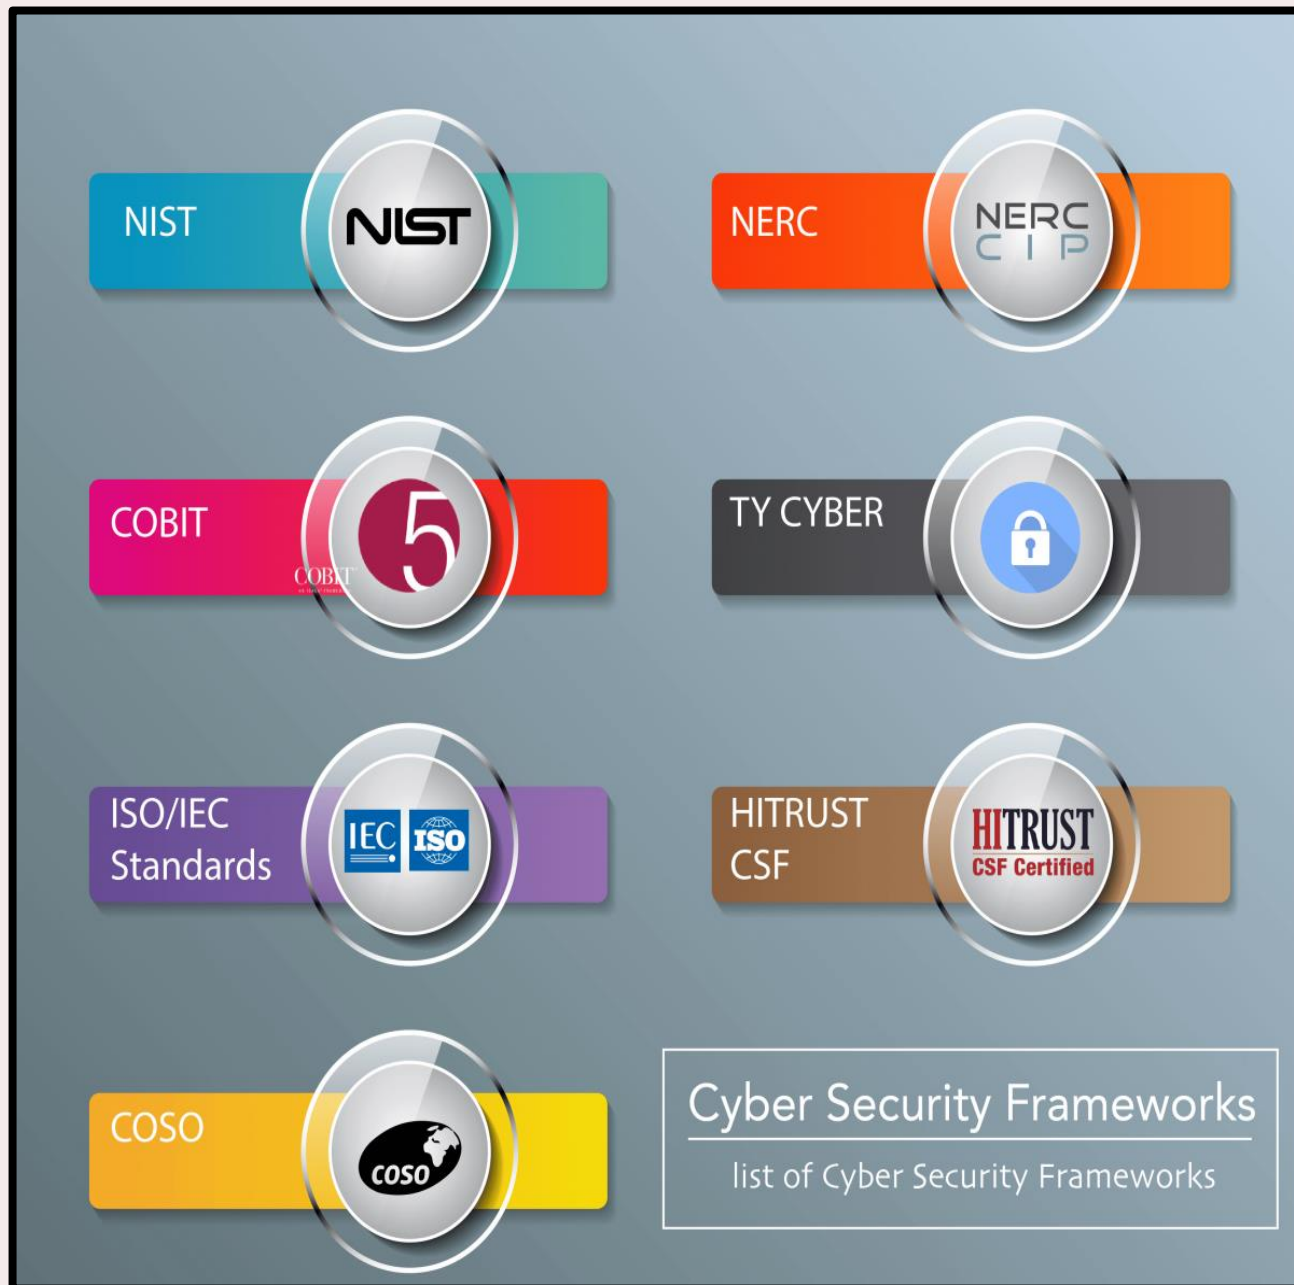 NIST
NIST
NERC
NERC
CIP
COBIT
5
COBIT
TY CYBER
ISO/IEC
Standards
IEC
ISO
HITRUST
CSF
HITRUST
CSF Certified
COSO
coso
Cyber Security Frameworks
list of Cyber Security Frameworks